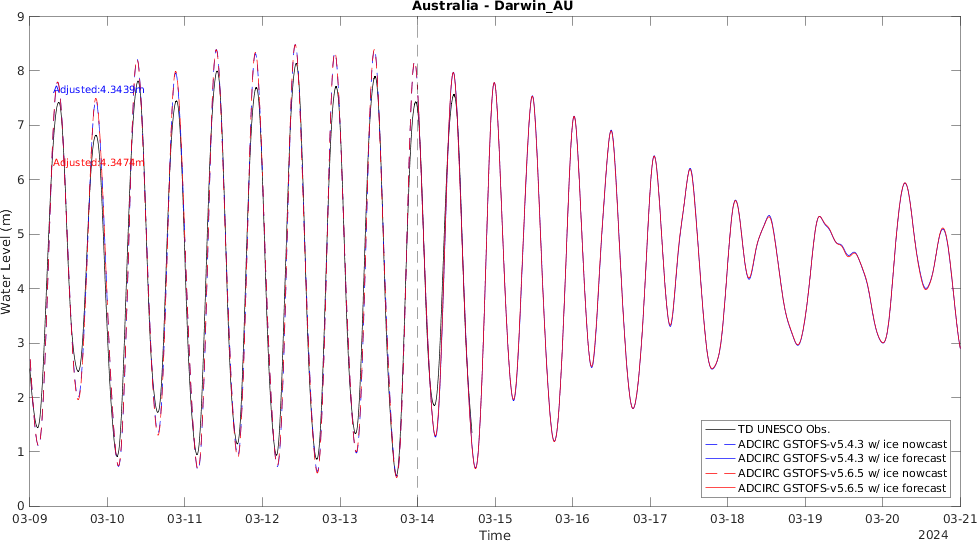 Australia - Darwin_AU
9
8
7
6
5
4
3
2
1
0
Water Level (m)
Adjusted:4.3439m
Adjusted:4.3474m
TD UNESCO Obs.
ADCIRC GSTOFS-v5.4.3 w/ ice nowcast
ADCIRC GSTOFS-v5.4.3 w/ ice forecast
ADCIRC GSTOFS-v5.6.5 w/ ice nowcast
ADCIRC GSTOFS-v5.6.5 w/ ice forecast
03-09 03-10 03-11 03-12 03-13 03-14 03-15 03-16 03-17 03-18 03-19 03-20 03-21
Time
2024